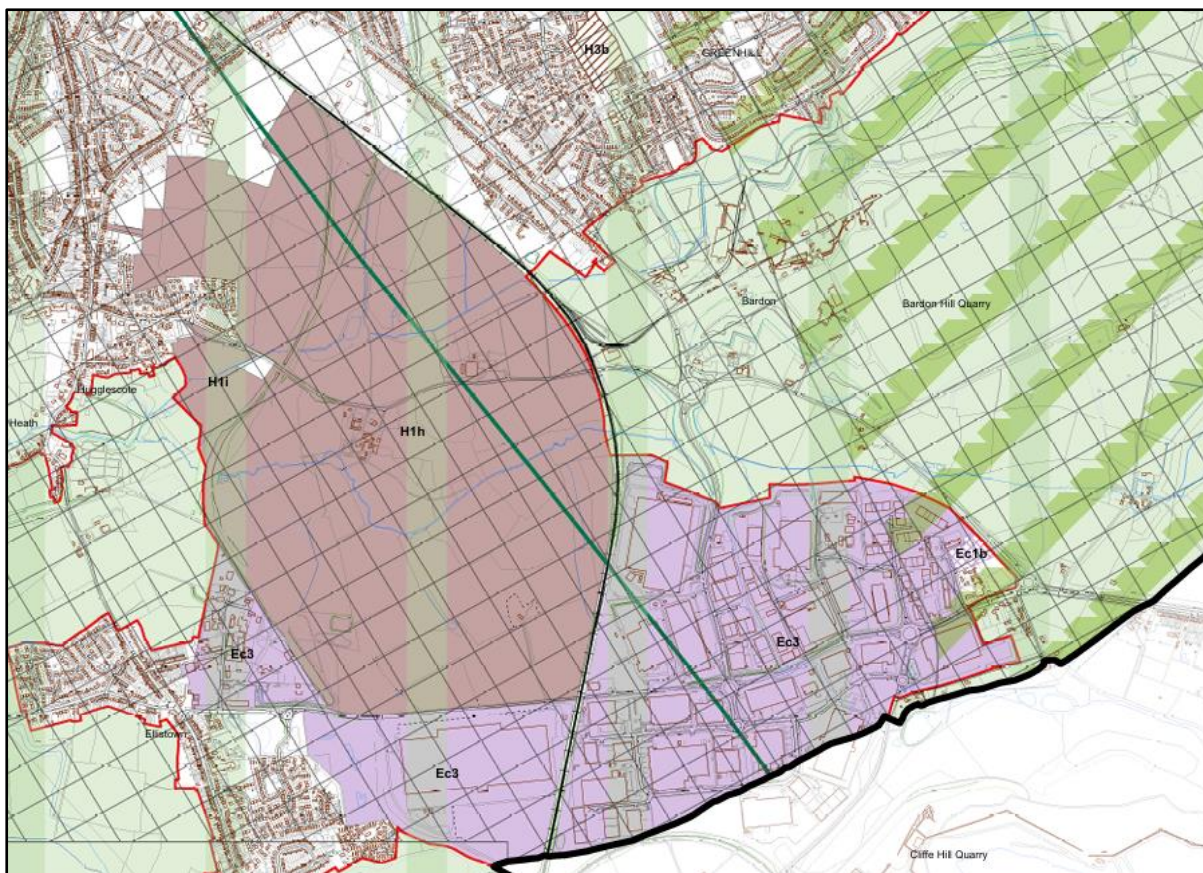 H3b
GREENHILL
Bardon
Bardon Hill Quarry
H1i
Hugglescote
Heath
H1h
Ec1b
Ec3
Ec3
Ellistown
Ec3
Cliffe Hill Quarry